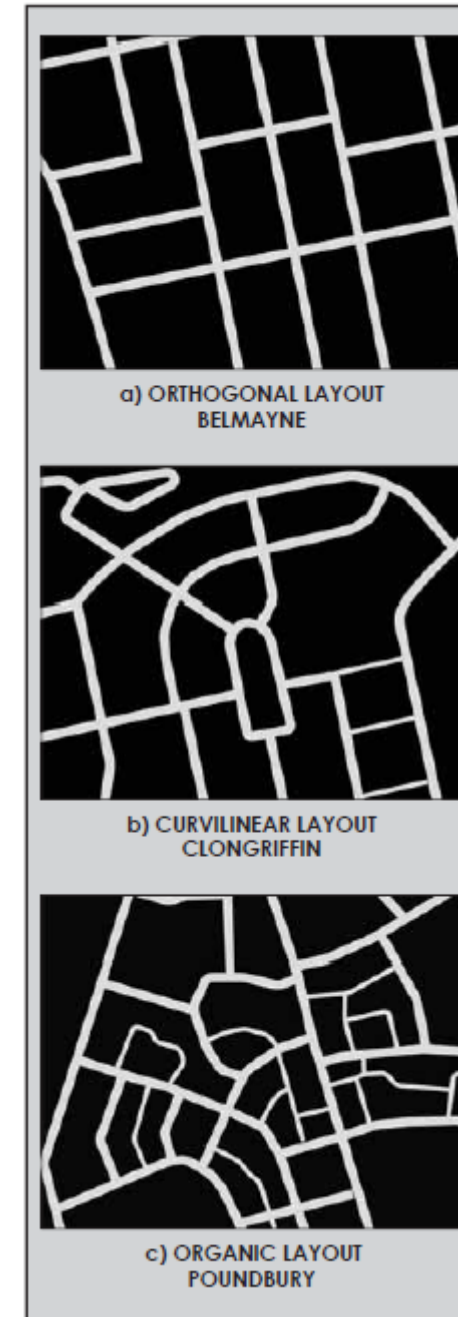 a) ORTHOGONAL LAYOUT
BELMAYNE
b) CURVILINEAR LAYOUT
CLONGRIFFIN
c) ORGANIC LAYOUT
POUNDBURY